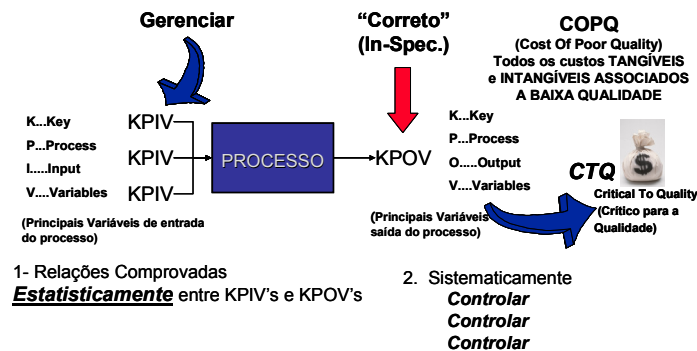 Gerenciar
"Correto"
(In-Spec.)
COPQ
(Cost Of Poor Quality)
Todos os custos TANGÍVEIS
e INTANGÍVEIS ASSOCIADOS
A BAIXA QUALIDADE
K...Key
P...Process
I.....Input
V....Variables
KPIV
KPIV
KPIV
PROCESSO
KPOV
K...Key
P...Process
O.....Output
V....Variables
CTQ
$
Critical To Quality
(Crítico para a
Qualidade)
(Principais Variáveis de entrada
do processo)
(Principais Variáveis
saída do processo)
1- Relações Comprovadas
Estatisticamente entre KPIV's e KPOV's
2. Sistematicamente
Controlar
Controlar
Controlar